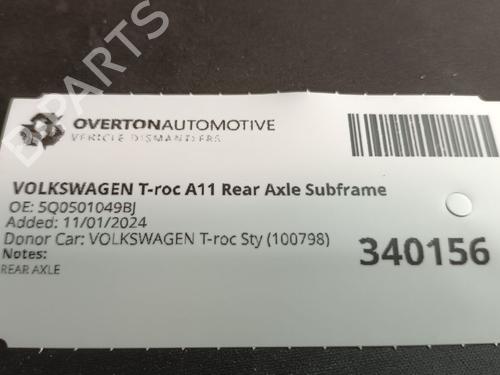 B-PARTS
OVERTONAUTOMOTIVE
VEHICLE DISMANTLERS
VOLKSWAGEN T-roc A11 Rear Axle Subframe
OE: 5Q0501049BJ
Added: 11/01/2024
Donor Car: VOLKSWAGEN T-roc Sty (100798)
Notes:
340156
REAR AXLE